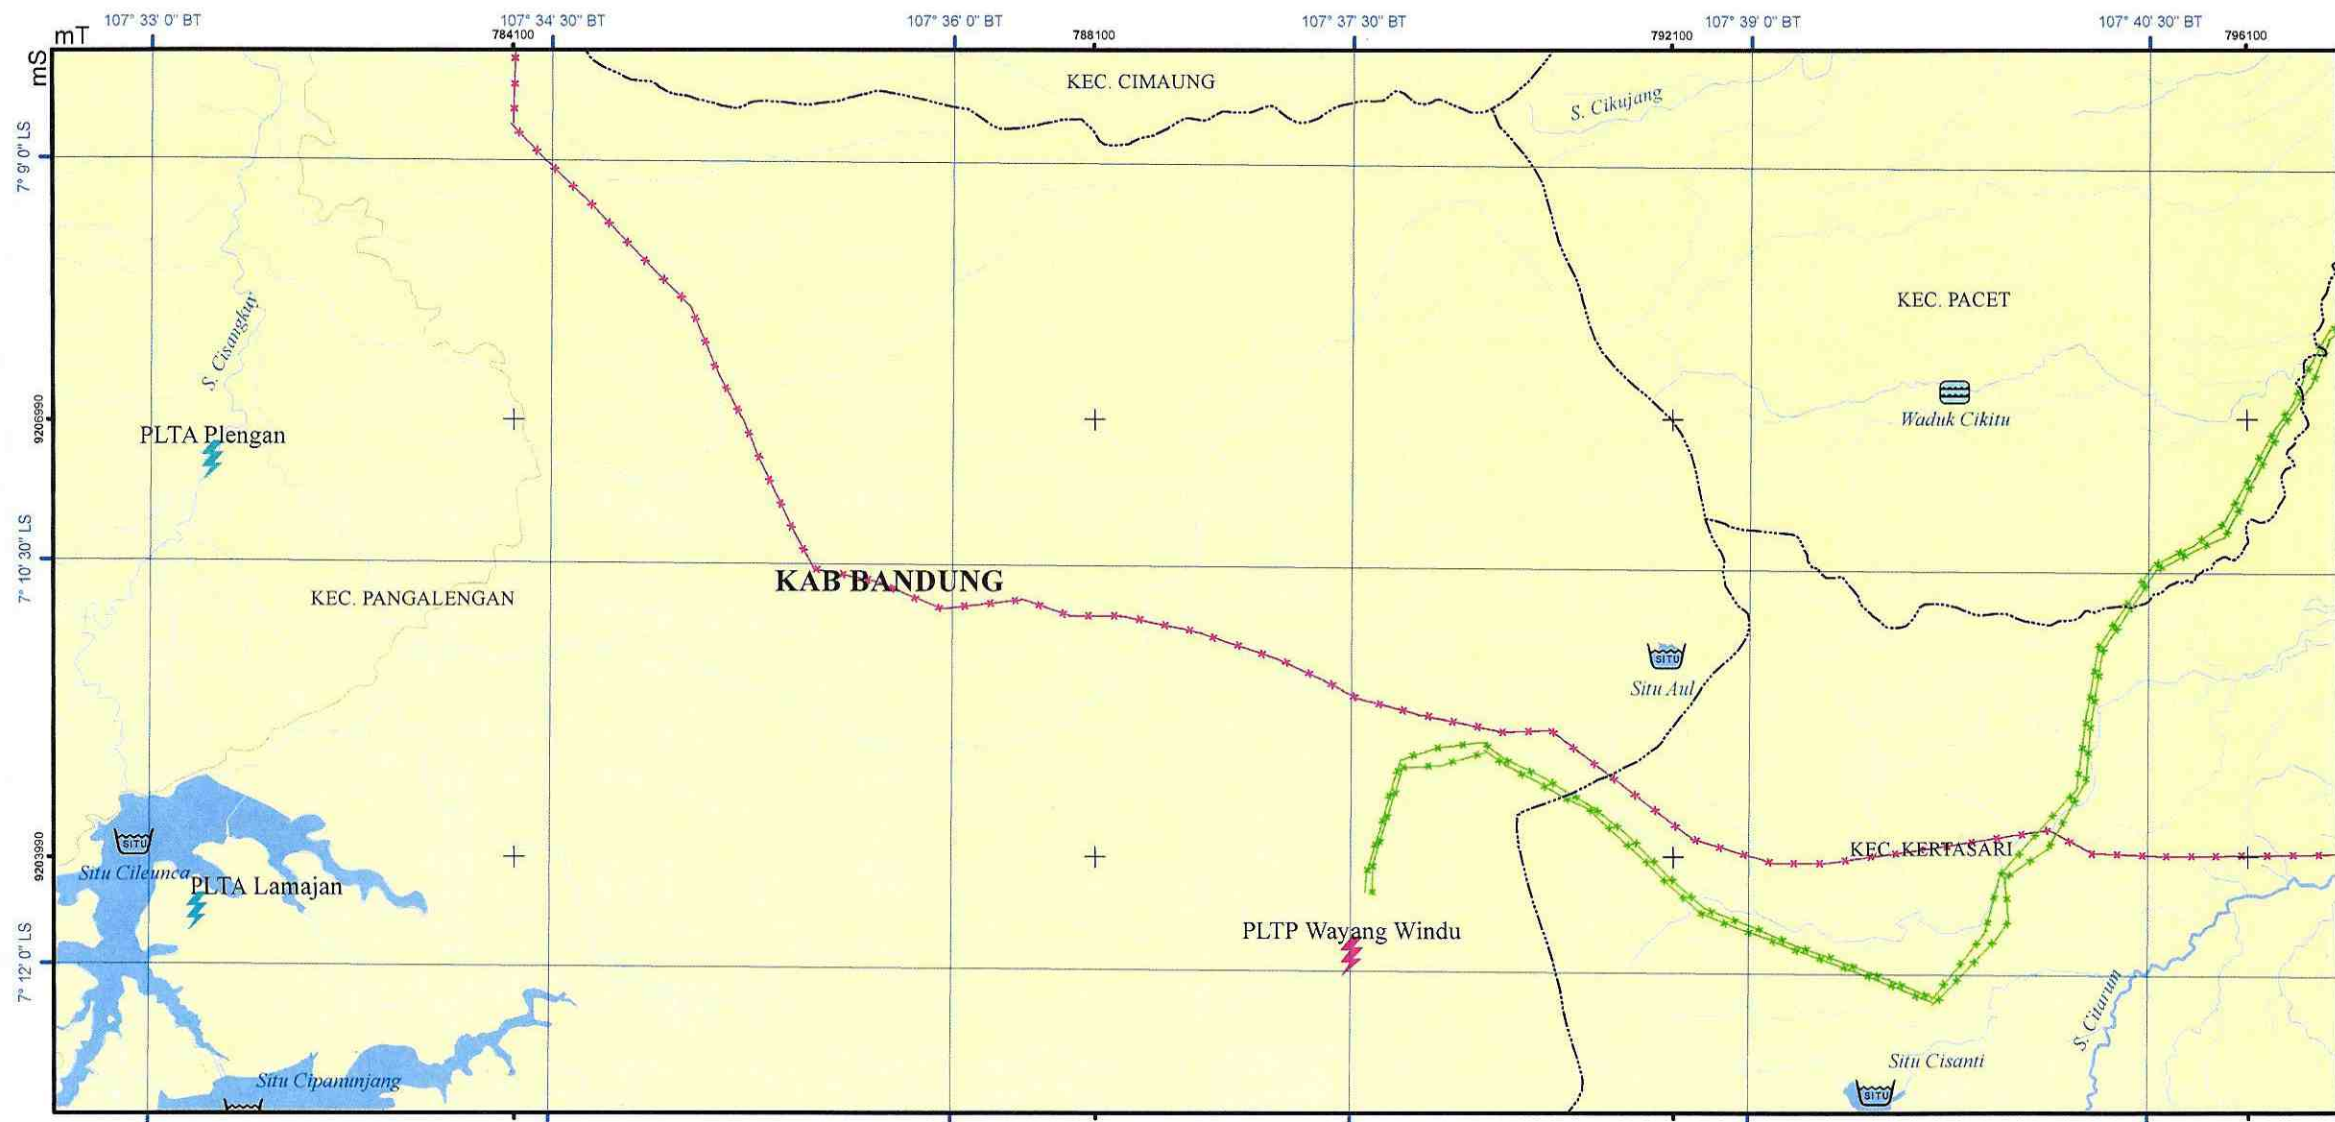 107° 33' 0" BT
107° 34' 30" BT
107° 36' 0" BT
107° 37' 30" BT
107° 39' 0" BT
107° 40' 30" BT
mT
784100
788100
792100
796100
mS
KEC. CIMAUNG
S. Cikujang
7° 9' 0" LS
KEC. PACET
S. Cisangkuy
9206990
Waduk Cikitu
PLTA Plengan
7° 10' 30" LS
KAB BANDUNG
KEC. PANGALENGAN
SITU
Situ Aul
SITU
9903990
KEC. KERTASARI
Situ Cileunca
PLTA Lamajan
PLTP Wayang Windu
7° 12' 0" LS
S. Citarum
Situ Cisanti
Situ Cipanunjang
SITU